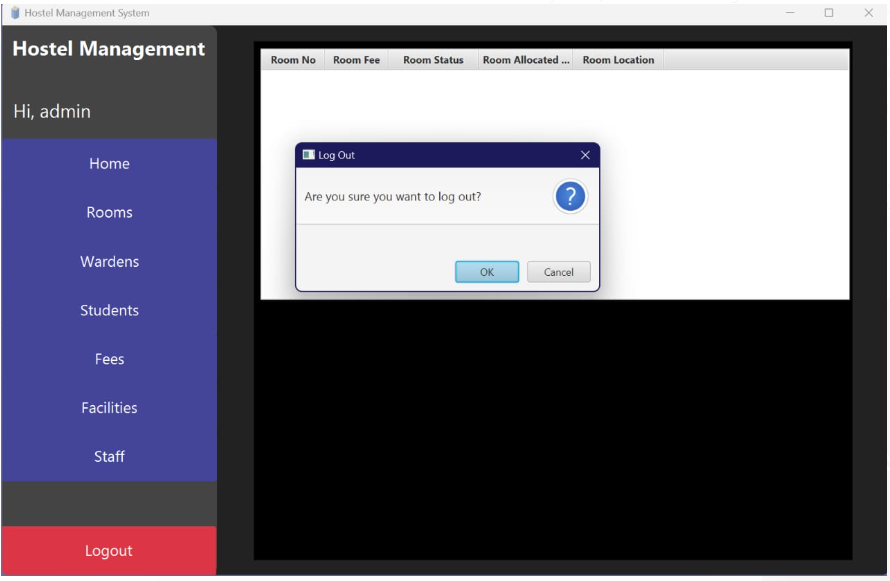 Hostel Management System
Hostel Management
Hi, admin
Home
Rooms
Wardens
Students
Fees
Facilities
Staff
Logout
Room No Room Fee Room Status Room Allocated ... Room Location
Log Out
Are you sure you want to log out?
?
OK Cancel